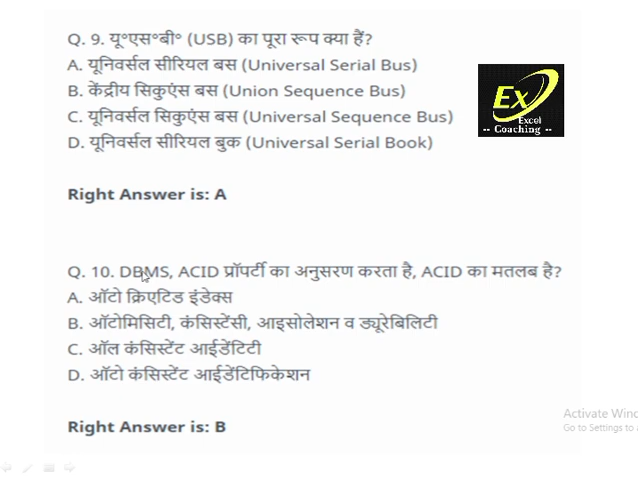 Q. 9. यू°एस°बी° (USB) का पूरा रूप क्या हैं?
A. यूनिवर्सल सीरियल बस (Universal Serial Bus)
B. केंद्रीय सिकुएंस बस (Union Sequence Bus)
C. यूनिवर्सल सिकुएंस बस (Universal Sequence Bus)
D. यूनिवर्सल सीरियल बुक (Universal Serial Book)
Ex
Excel
-- Coaching --
Right Answer is: A
Q. 10. DBMS, ACID प्रॉपर्टी का अनुसरण करता है, ACID का मतलब है?
A. ऑटो क्रिएटिड इंडेक्स
B. ऑटोमिसिटी, कंसिस्टेंसी, आइसोलेशन व ड्यूरेबिलिटी
C. ऑल कंसिस्टेंट आईडेंटिटी
D. ऑटो कंसिस्टेंट आईडेंटिफिकेशन
Right Answer is: B
Activate Wind
Go to Settings to